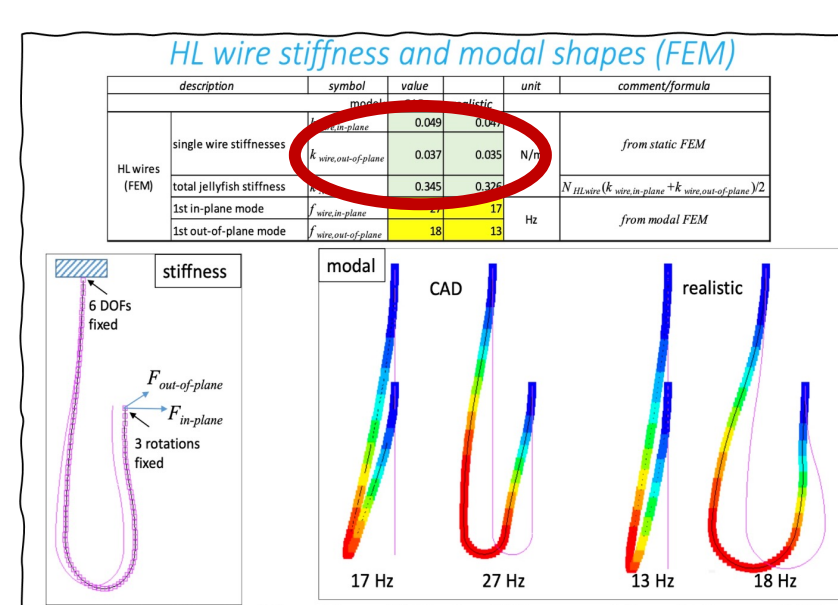 HL wire stiffness and modal shapes (FEM)
description symbol value unit comment/formula
model
single wire stiffnesses 0.049 0.047 N/m from static FEM
k wire,out-of-plane 0.037 0.035
HL wires
(FEM)
total jellyfish stiffness 0.345 0.326 N HLwire (k wire,in-plane +k wire,out-of-plane )/2
1st in-plane mode f wire,in-plane 27 17 Hz from modal FEM
1st out-of-plane mode f wire,out-of-plane 18 13
stiffness
6 DOFs
fixed
F out-of-plane
F in-plane
3 rotations
fixed
modal
CAD
realistic
17 Hz
27 Hz
13 Hz
18 Hz